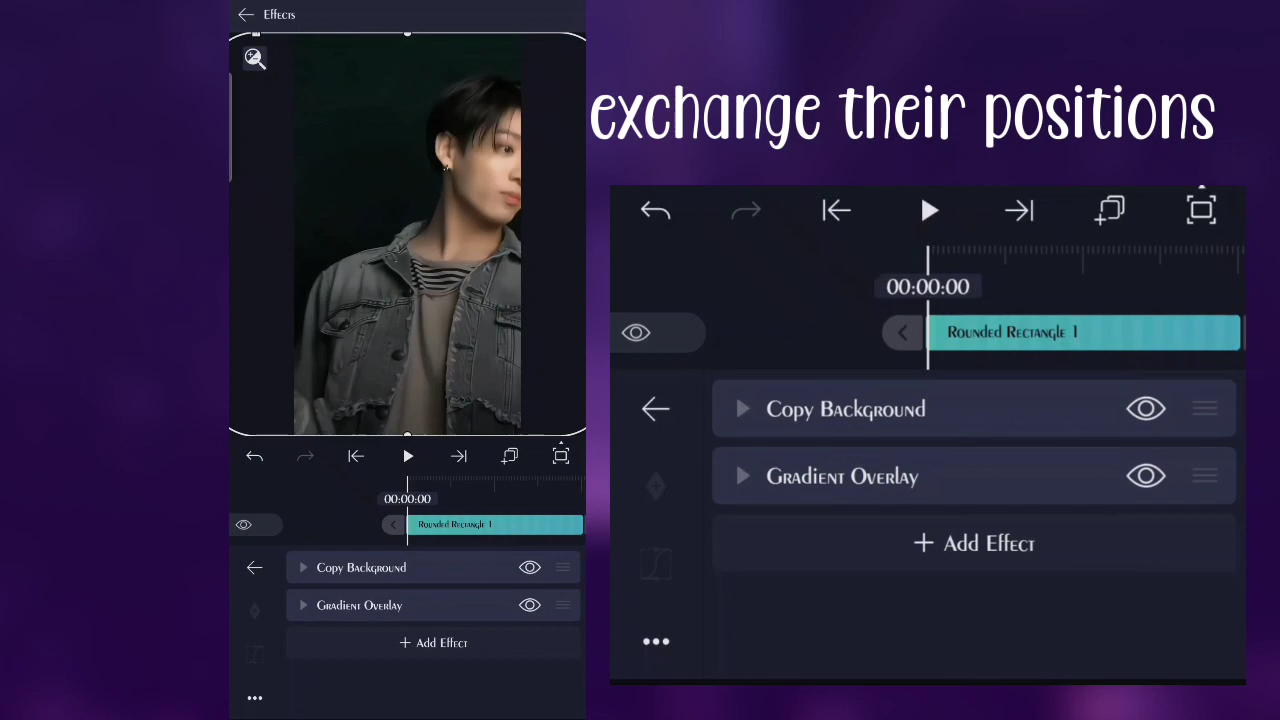 Effects
exchange their positions
00:00:00
Rounded Rectangle 1
Copy Background
Gradient Overlay
+ Add Effect
00:00:00
Rounded Rectangle 1
Copy Background
Gradient Overlay
+ Add Effect